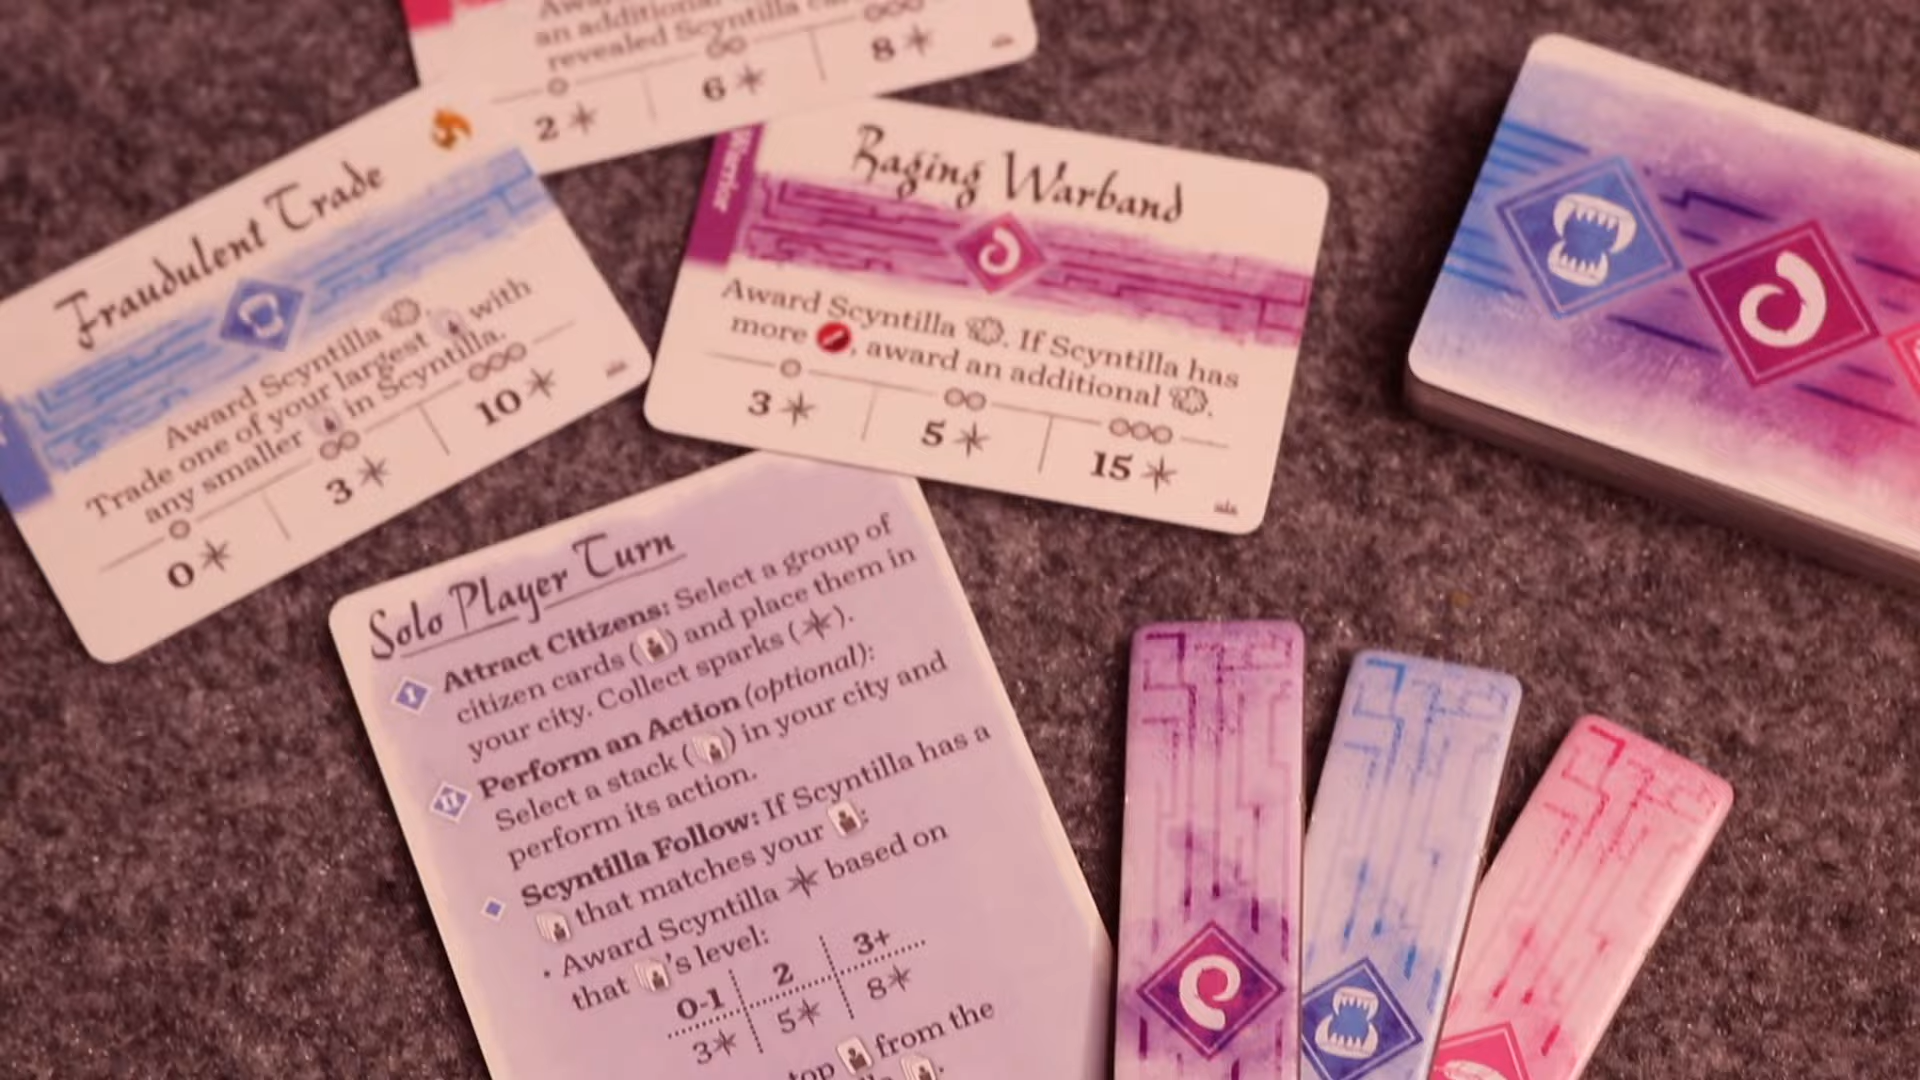 an additional
revealed Scyntilla
2
6
8
Fraudulent Trade
Award Scyntilla .
Trade one of your largest with
any smaller in Scyntilla.
0
3
10
Warrior
Raging Warband
Award Scyntilla . If Scyntilla has
more , award an additional .
3
5
15
Solo Player Turn
Attract Citizens: Select a group of
citizen cards ( ) and place them in
your city. Collect sparks ( ).
Perform an Action (optional):
Select a stack ( ) in your city and
perform its action.
Scyntilla Follow: If Scyntilla has a
that matches your :
• Award Scyntilla based on
that 's level:
0-1 2 3+
3 5 8
top from the